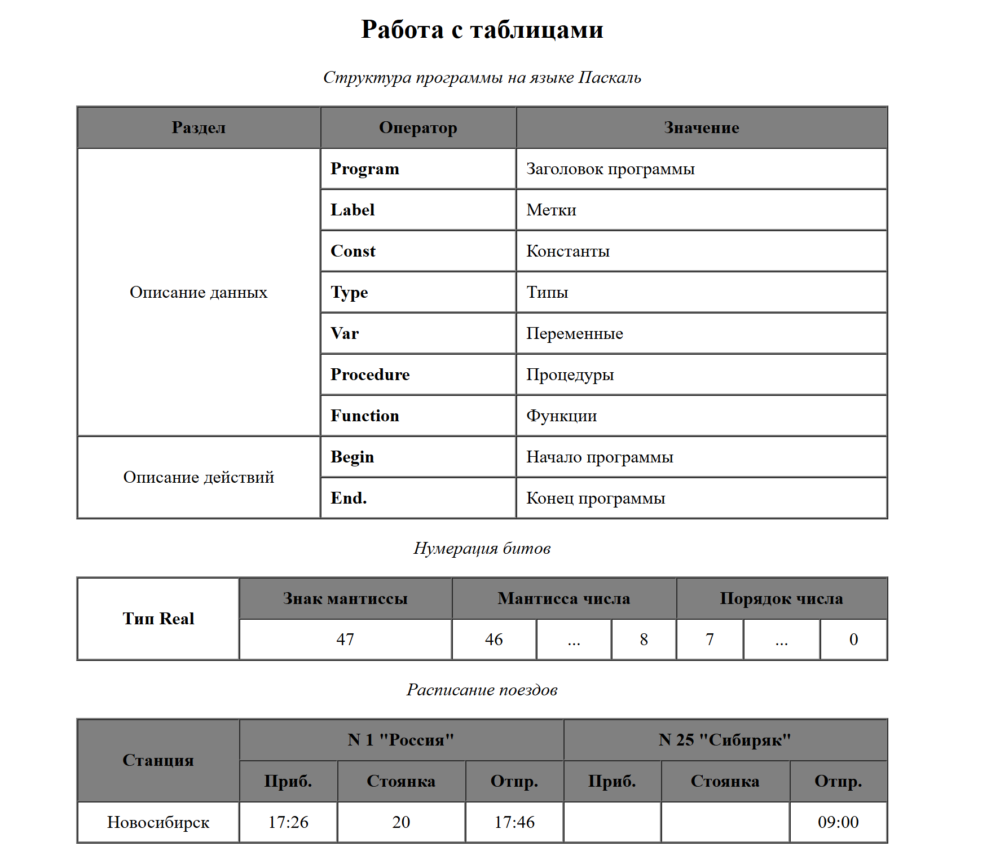 Работа с таблицами
Структура программы на языке Паскаль
Раздел Оператор Значение
Описание данных
Program Заголовок программы
Label Метки
Const Константы
Type Типы
Var Переменные
Procedure Процедуры
Function Функции
Описание действий
Begin Начало программы
End. Конец программы
Нумерация битов
Тип Real
Знак мантиссы Мантисса числа Порядок числа
47 46 ... 8 7 ... 0
Расписание поездов
Станция
N 1 "Россия" N 25 "Сибиряк"
Приб. Стоянка Отпр. Приб. Стоянка Отпр.
Новосибирск 17:26 20 17:46 09:00